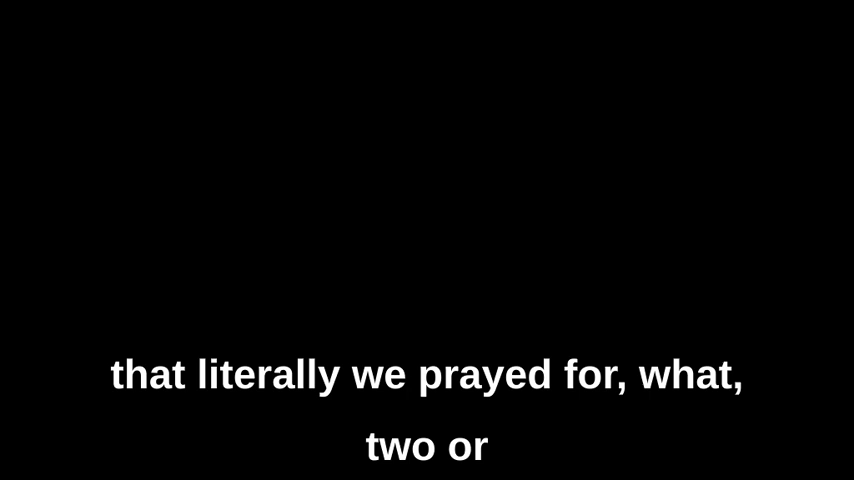 that literally we prayed for, what,
two or